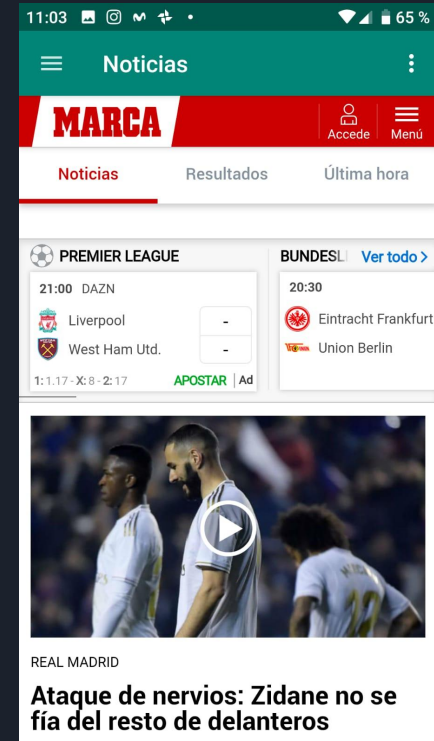 11:03
65 %
Noticias
MARCA
Accede
Menú
Noticias
Resultados
Última hora
PREMIER LEAGUE
21:00 DAZN
Liverpool
-
West Ham Utd.
-
1: 1.17 - X: 8 - 2: 17
APOSTAR | Ad
BUNDESL
Ver todo >
20:30
Eintracht Frankfurt
Union Berlin
REAL MADRID
Ataque de nervios: Zidane no se
fía del resto de delanteros